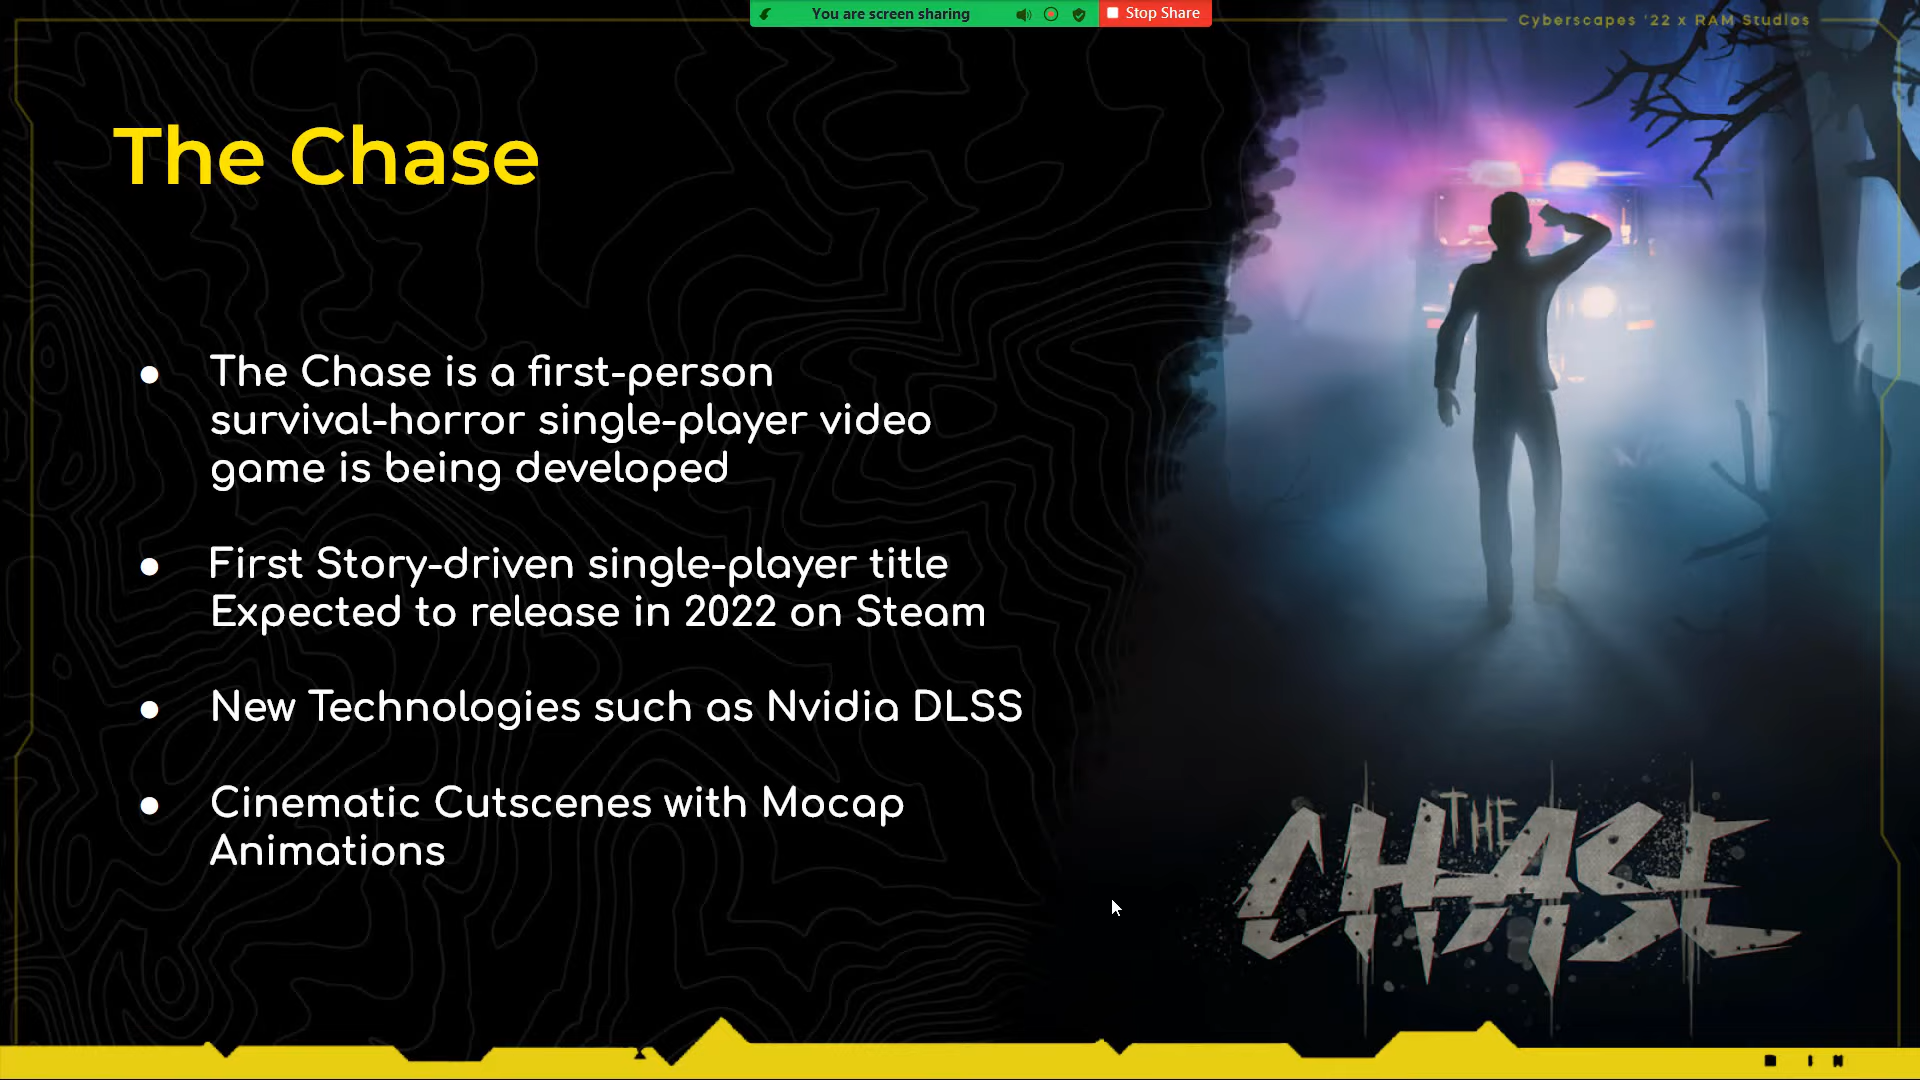 You are screen sharing
Stop Share
Cyberscapes '22 x RAM Studios
The Chase
The Chase is a first-person
survival-horror single-player video
game is being developed
First Story-driven single-player title
Expected to release in 2022 on Steam
New Technologies such as Nvidia DLSS
Cinematic Cutscenes with Mocap
Animations
THE
CHASE